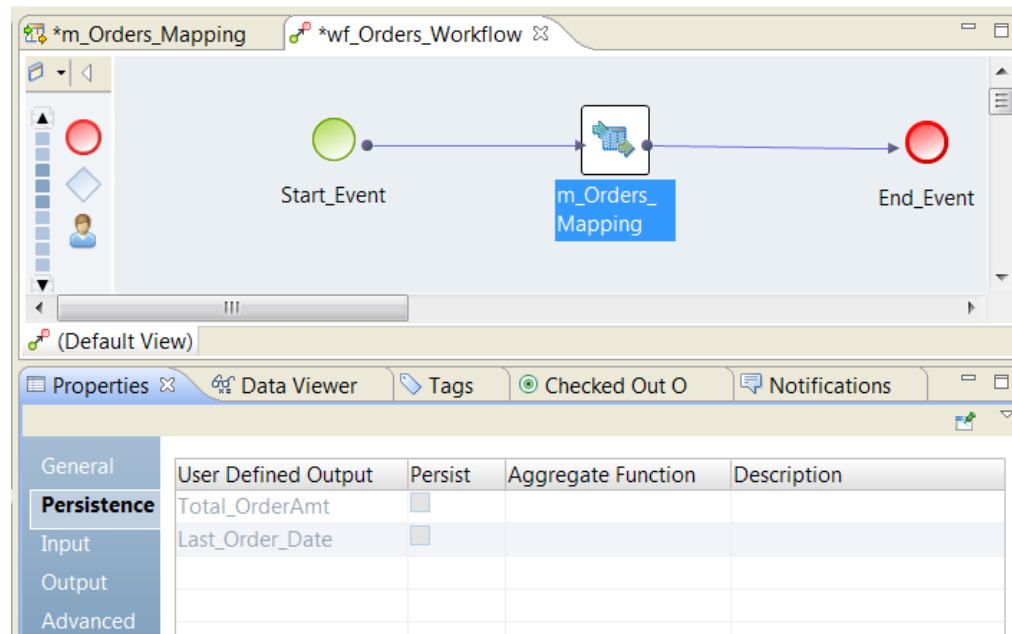 *m_Orders_Mapping
*wf_Orders_Workflow
Start_Event
m_Orders_
Mapping
End_Event
(Default View)
Properties
Data Viewer
Tags
Checked Out O
Notifications
General
Persistence
Input
Output
Advanced
User Defined Output Persist Aggregate Function Description
Total_OrderAmt
Last_Order_Date